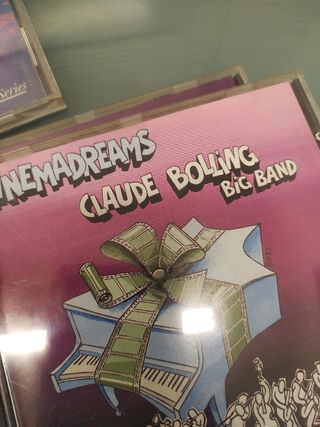 Series
NEMADREAMS
CLAUDE BOLLING
BIG BAND